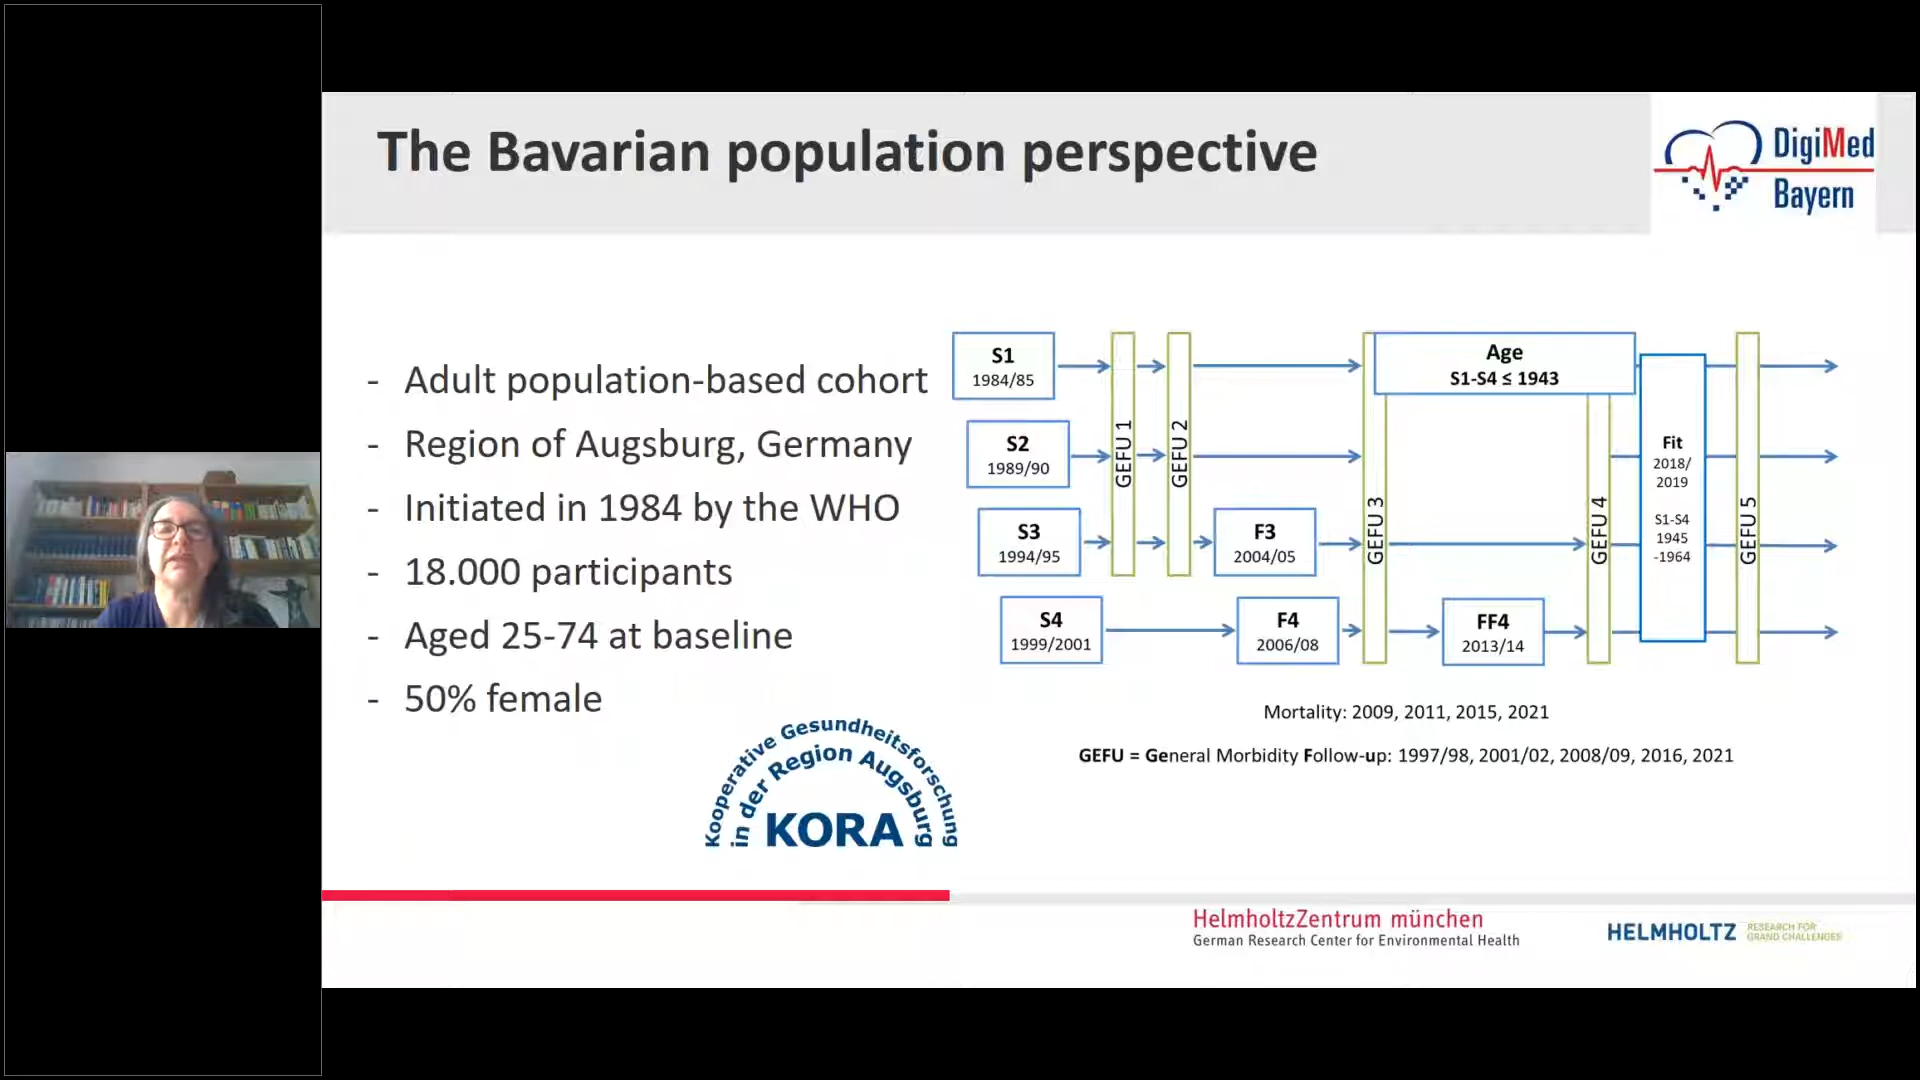 The Bavarian population perspective
DigiMed
Bayern
- Adult population-based cohort
- Region of Augsburg, Germany
- Initiated in 1984 by the WHO
- 18.000 participants
- Aged 25-74 at baseline
- 50% female
Kooperative Gesundheitsforschung
in der Region Augsburg
KORA
S1
1984/85
S2
1989/90
S3
1994/95
S4
1999/2001
GEFU 1
GEFU 2
F3
2004/05
F4
2006/08
GEFU 3
Age
S1-S4 ≤ 1943
FF4
2013/14
GEFU 4
Fit
2018/
2019
S1-S4
1945
-1964
GEFU 5
Mortality: 2009, 2011, 2015, 2021
GEFU = General Morbidity Follow-up: 1997/98, 2001/02, 2008/09, 2016, 2021
HelmholtzZentrum münchen
German Research Center for Environmental Health
HELMHOLTZ
RESEARCH FOR
GRAND CHALLENGES